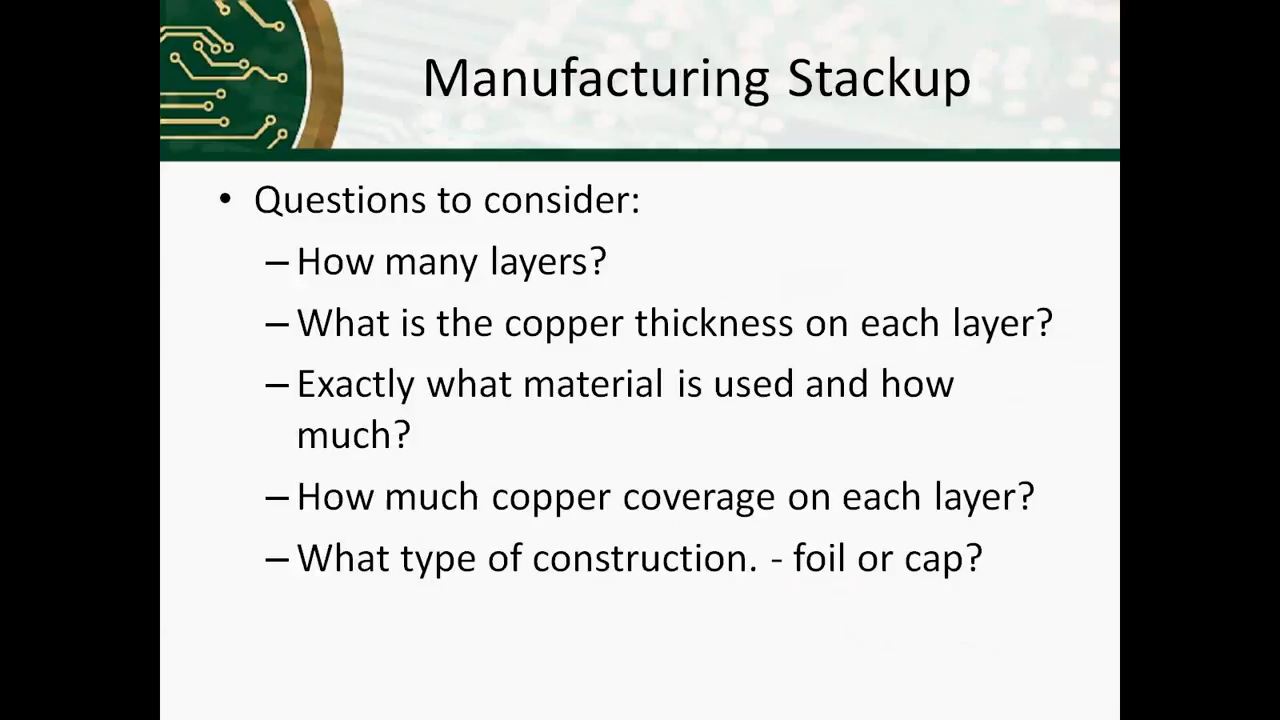 Manufacturing Stackup
• Questions to consider:
– How many layers?
– What is the copper thickness on each layer?
– Exactly what material is used and how
much?
– How much copper coverage on each layer?
– What type of construction. - foil or cap?